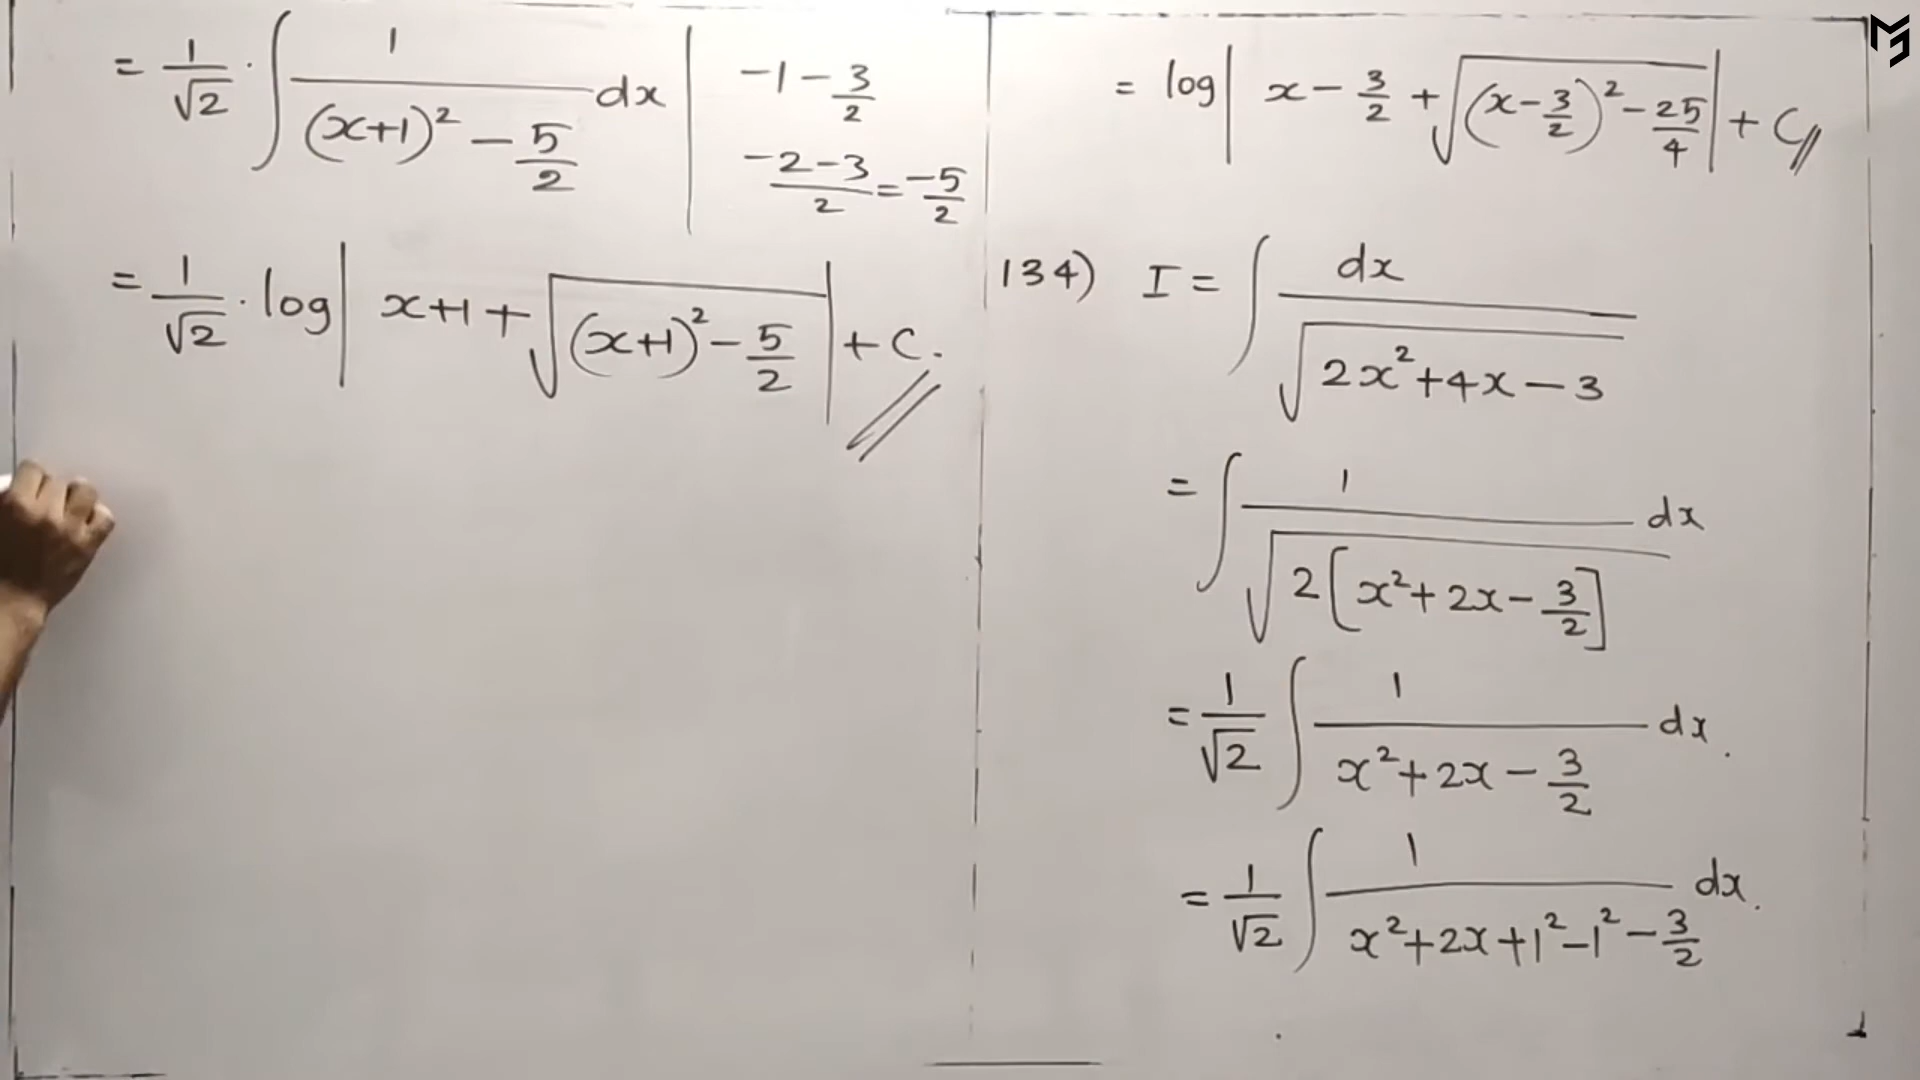 = 1/√2 · ∫ 1/((x+1)² − 5/2) dx
−1 − 3/2
(−2−3)/2 = −5/2
= 1/√2 · log| x+1 + √((x+1)² − 5/2) | + C.
= log| x − 3/2 + √((x − 3/2)² − 25/4) | + C
134) I = ∫ dx/√(2x² + 4x − 3)
= ∫ 1/√(2[x² + 2x − 3/2]) dx
= 1/√2 ∫ 1/(x² + 2x − 3/2) dx.
= 1/√2 ∫ 1/(x² + 2x + 1² − 1² − 3/2) dx.